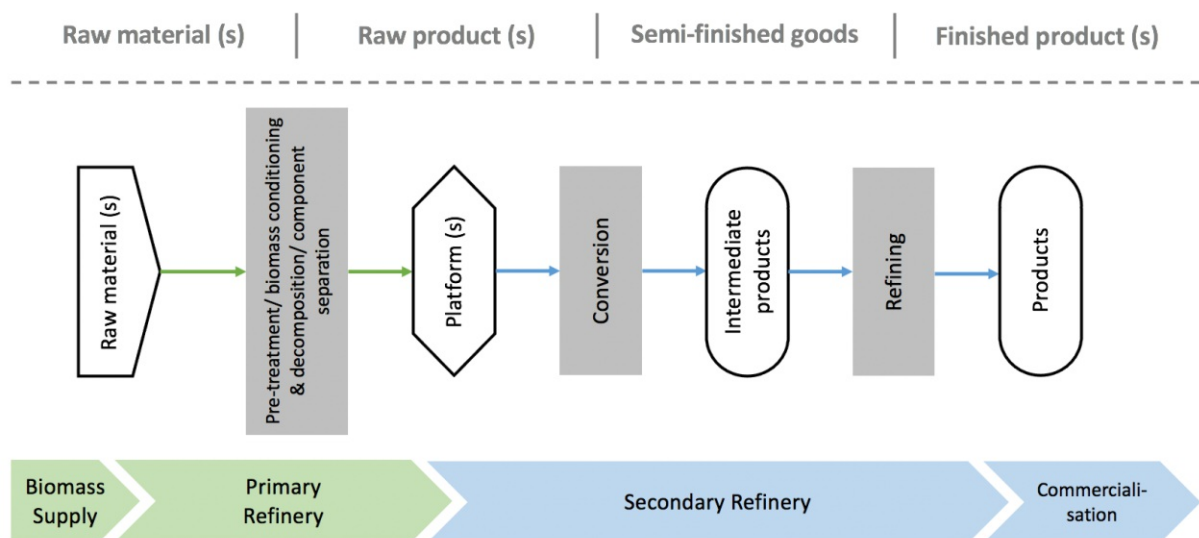 Raw material (s)
Raw product (s)
Semi-finished goods
Finished product (s)
Raw material (s)
Pre-treatment/ biomass conditioning
& decomposition/ component
separation
Platform (s)
Conversion
Intermediate
products
Refining
Products
Biomass
Supply
Primary
Refinery
Secondary Refinery
Commerciali-
sation